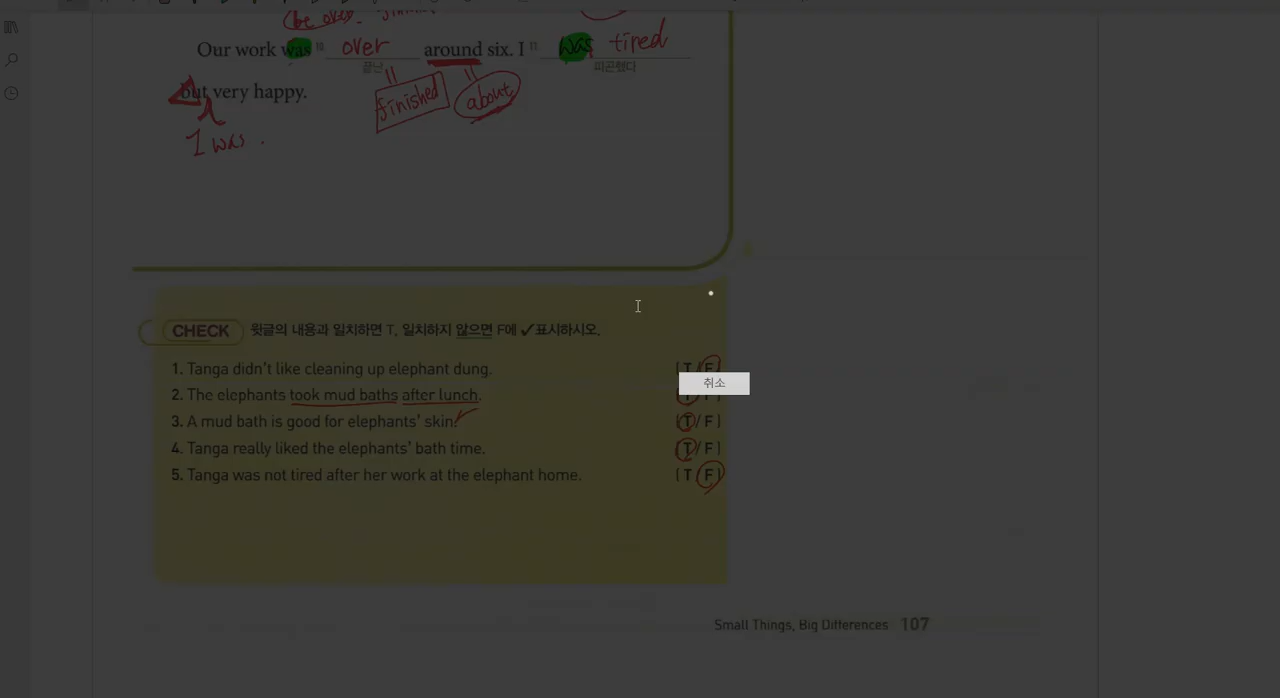 (be over.
Our work was 16 over around six. I 17 was tired
끝난 피곤했다
but very happy.
finished about
I was .
CHECK 윗글의 내용과 일치하면 T, 일치하지 않으면 F에 ✓표시하시오.
1. Tanga didn't like cleaning up elephant dung. [ T / F ]
취소
2. The elephants took mud baths after lunch. [ T / F ]
3. A mud bath is good for elephants' skin. [ T / F ]
4. Tanga really liked the elephants' bath time. [ T / F ]
5. Tanga was not tired after her work at the elephant home. [ T / F ]
Small Things, Big Differences 107